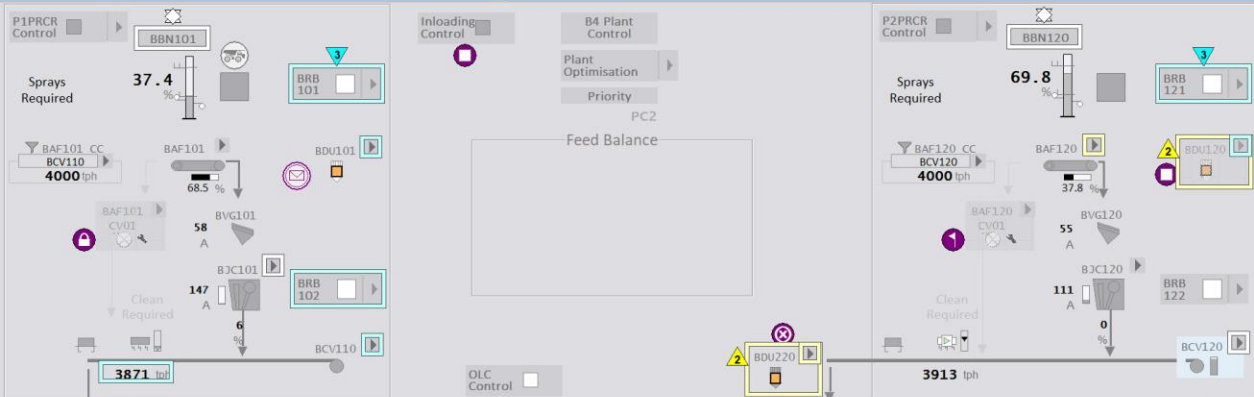 P1PRCR
Control
BBN101
37.4
%
Sprays
Required
3
BRB
101
BAF101_CC
BCV110
4000 tph
BAF101
68.5 %
BDU101
BAF101
CV01
BVG101
58
A
BJC101
147
A
BRB
102
Clean
Required
6
%
BCV110
3871 tph
Inloading
Control
B4 Plant
Control
Plant
Optimisation
Priority
PC2
Feed Balance
OLC
Control
2
BDU220
P2PRCR
Control
BBN120
69.8
%
Sprays
Required
3
BRB
121
BAF120_CC
BCV120
4000 tph
BAF120
37.8 %
2
BDU120
BAF120
CV01
BVG120
55
A
BJC120
111
A
BRB
122
Clean
Required
0
%
BCV120
3913 tph